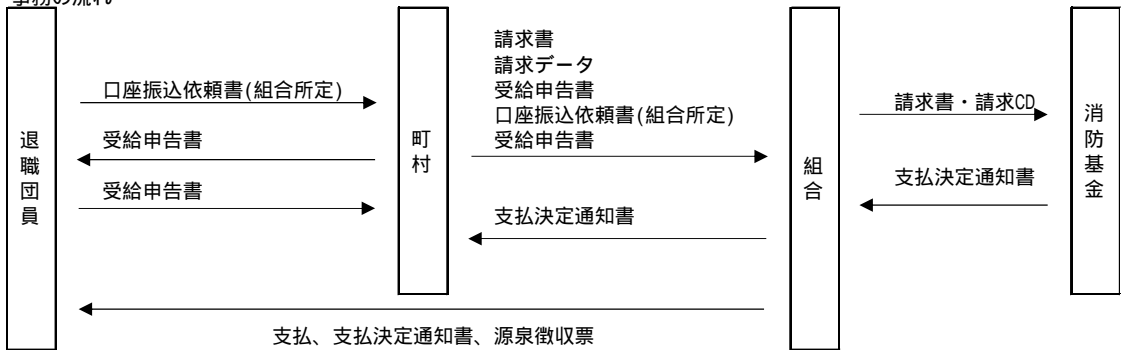 事務の流れ
退職団員
口座振込依頼書(組合所定)
受給申告書
受給申告書
町村
請求書
請求データ
受給申告書
口座振込依頼書(組合所定)
受給申告書
支払決定通知書
組合
請求書・請求CD
支払決定通知書
消防基金
支払、支払決定通知書、源泉徴収票